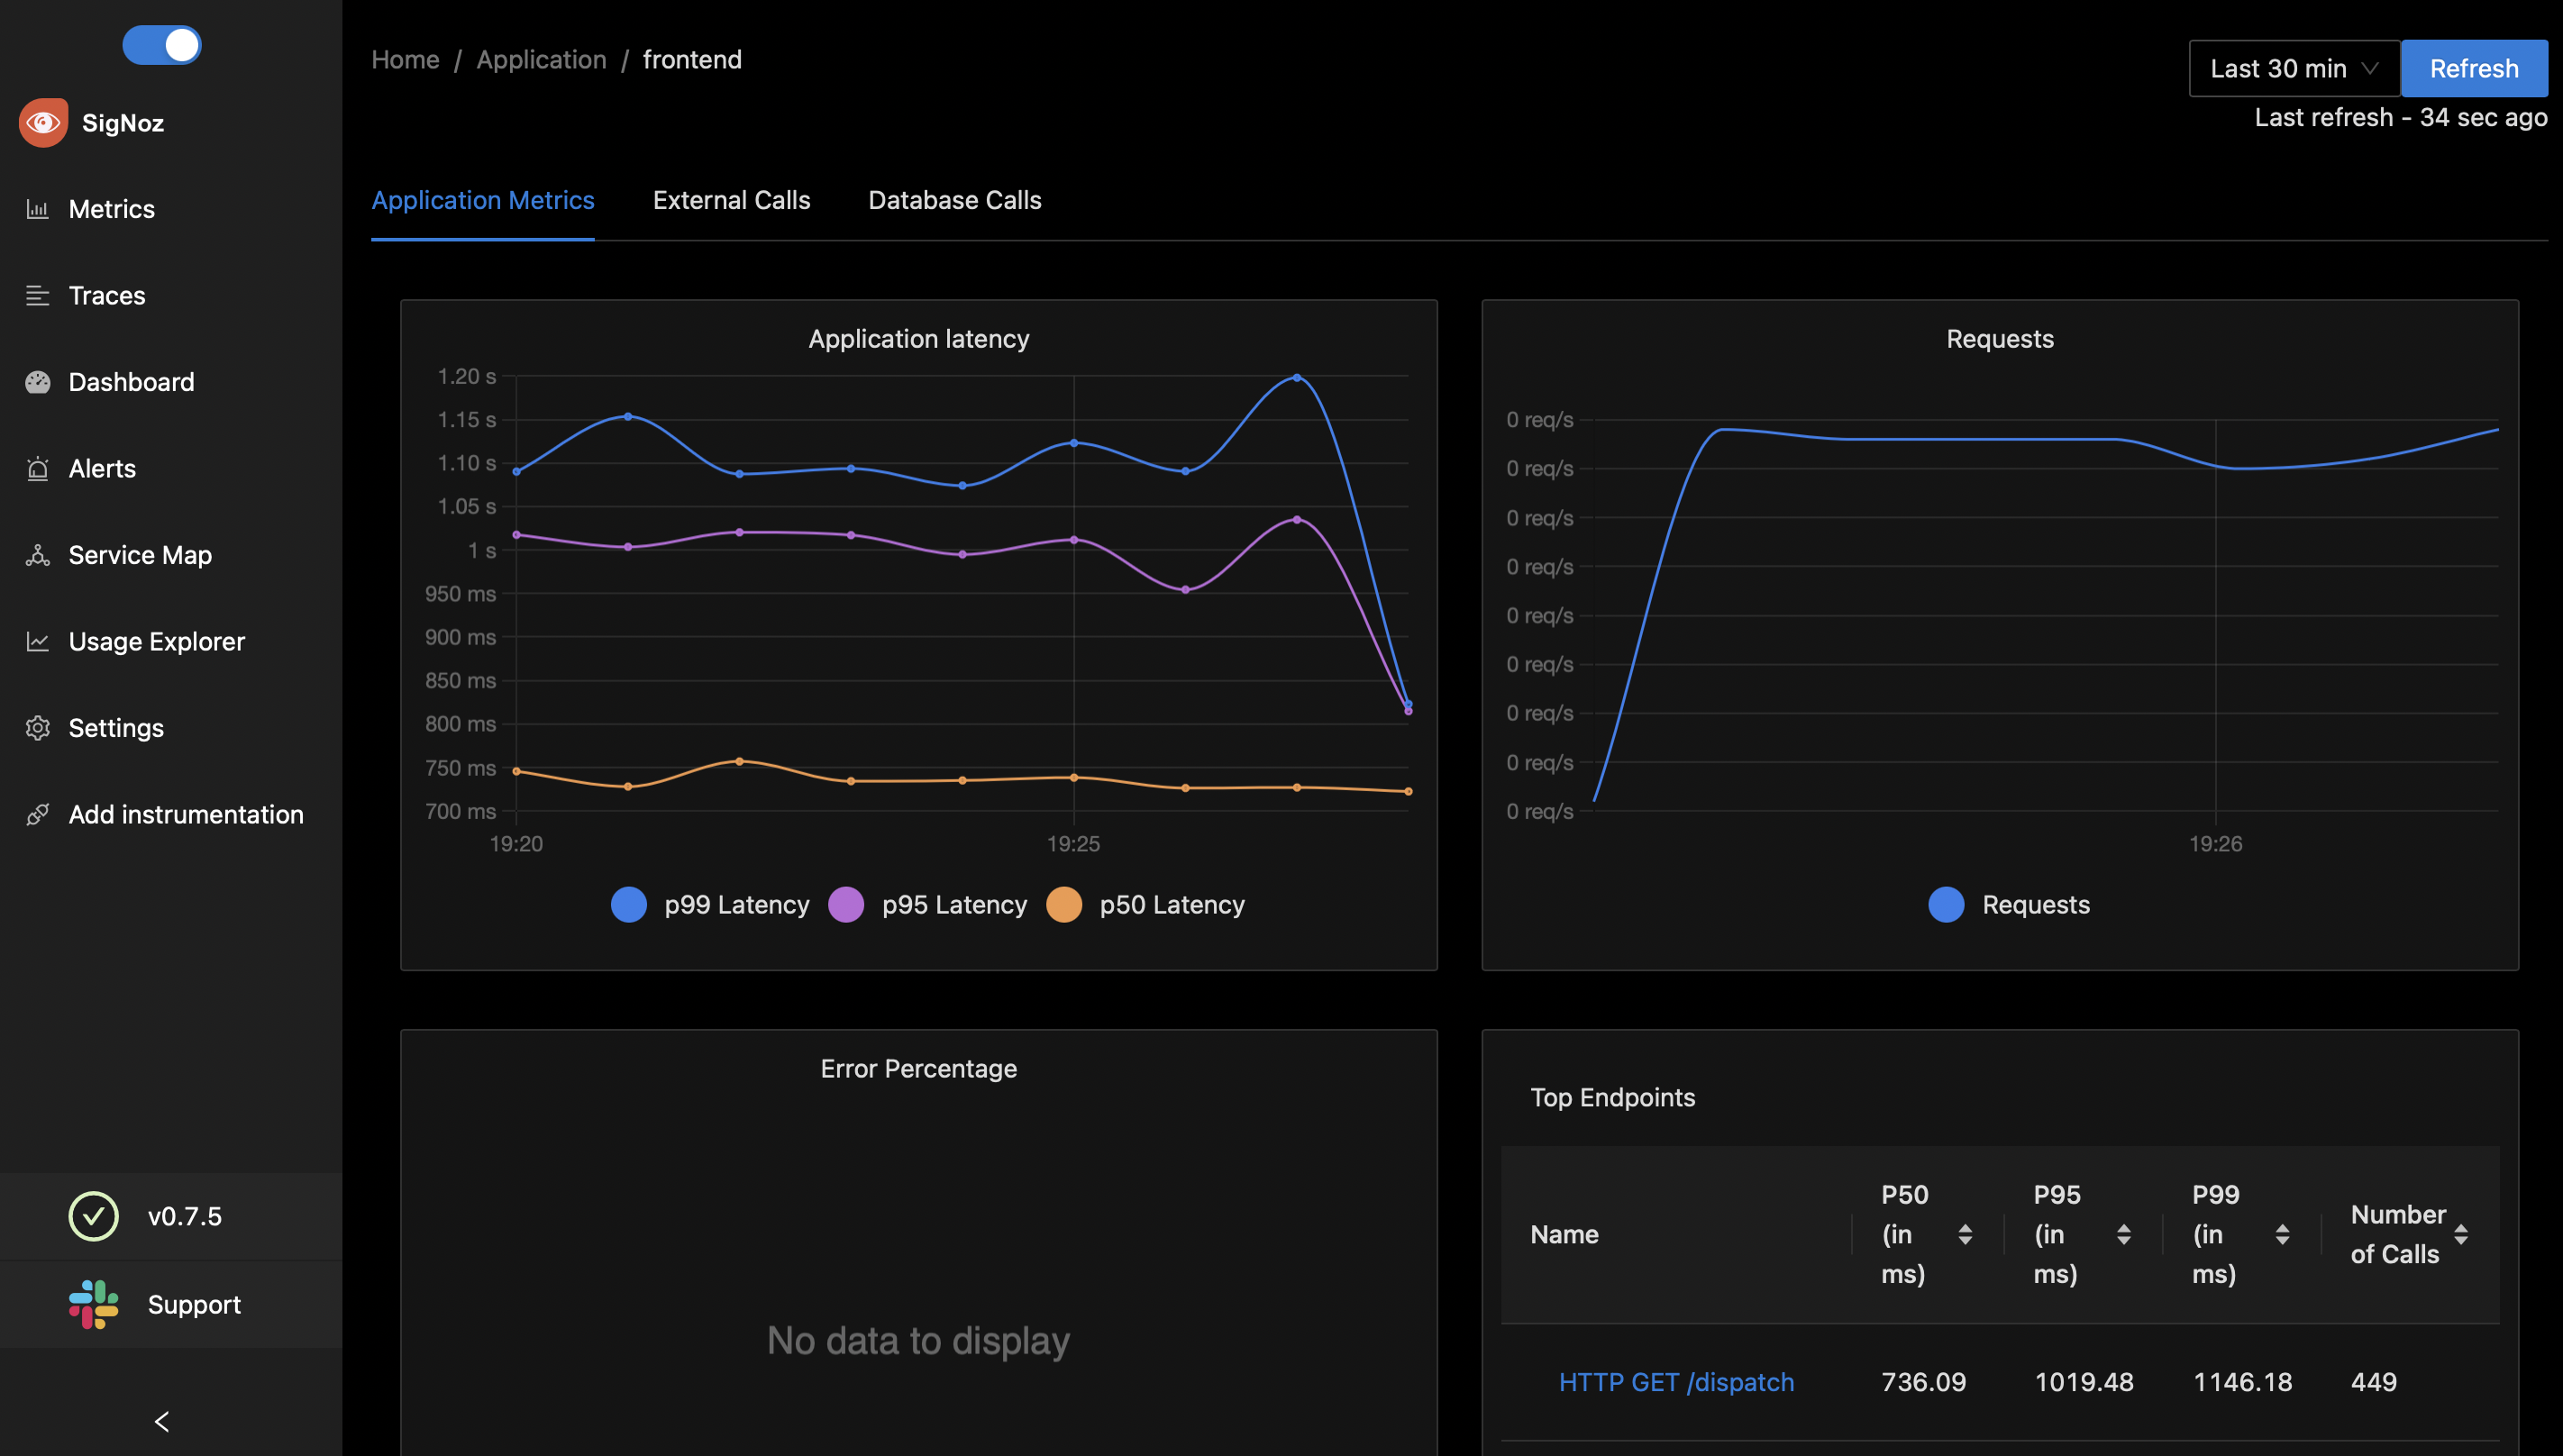 SigNoz
Metrics
Traces
Dashboard
Alerts
Service Map
Usage Explorer
Settings
Add instrumentation
v0.7.5
Support
Home / Application / frontend
Last 30 min
Refresh
Last refresh - 34 sec ago
Application Metrics
External Calls
Database Calls
Application latency
1.20 s
1.15 s
1.10 s
1.05 s
1 s
950 ms
900 ms
850 ms
800 ms
750 ms
700 ms
19:20
19:25
p99 Latency
p95 Latency
p50 Latency
Requests
0 req/s
0 req/s
0 req/s
0 req/s
0 req/s
0 req/s
0 req/s
0 req/s
0 req/s
19:26
Requests
Error Percentage
No data to display
Top Endpoints
Name
P50
(in
ms)
P95
(in
ms)
P99
(in
ms)
Number
of Calls
HTTP GET /dispatch
736.09
1019.48
1146.18
449